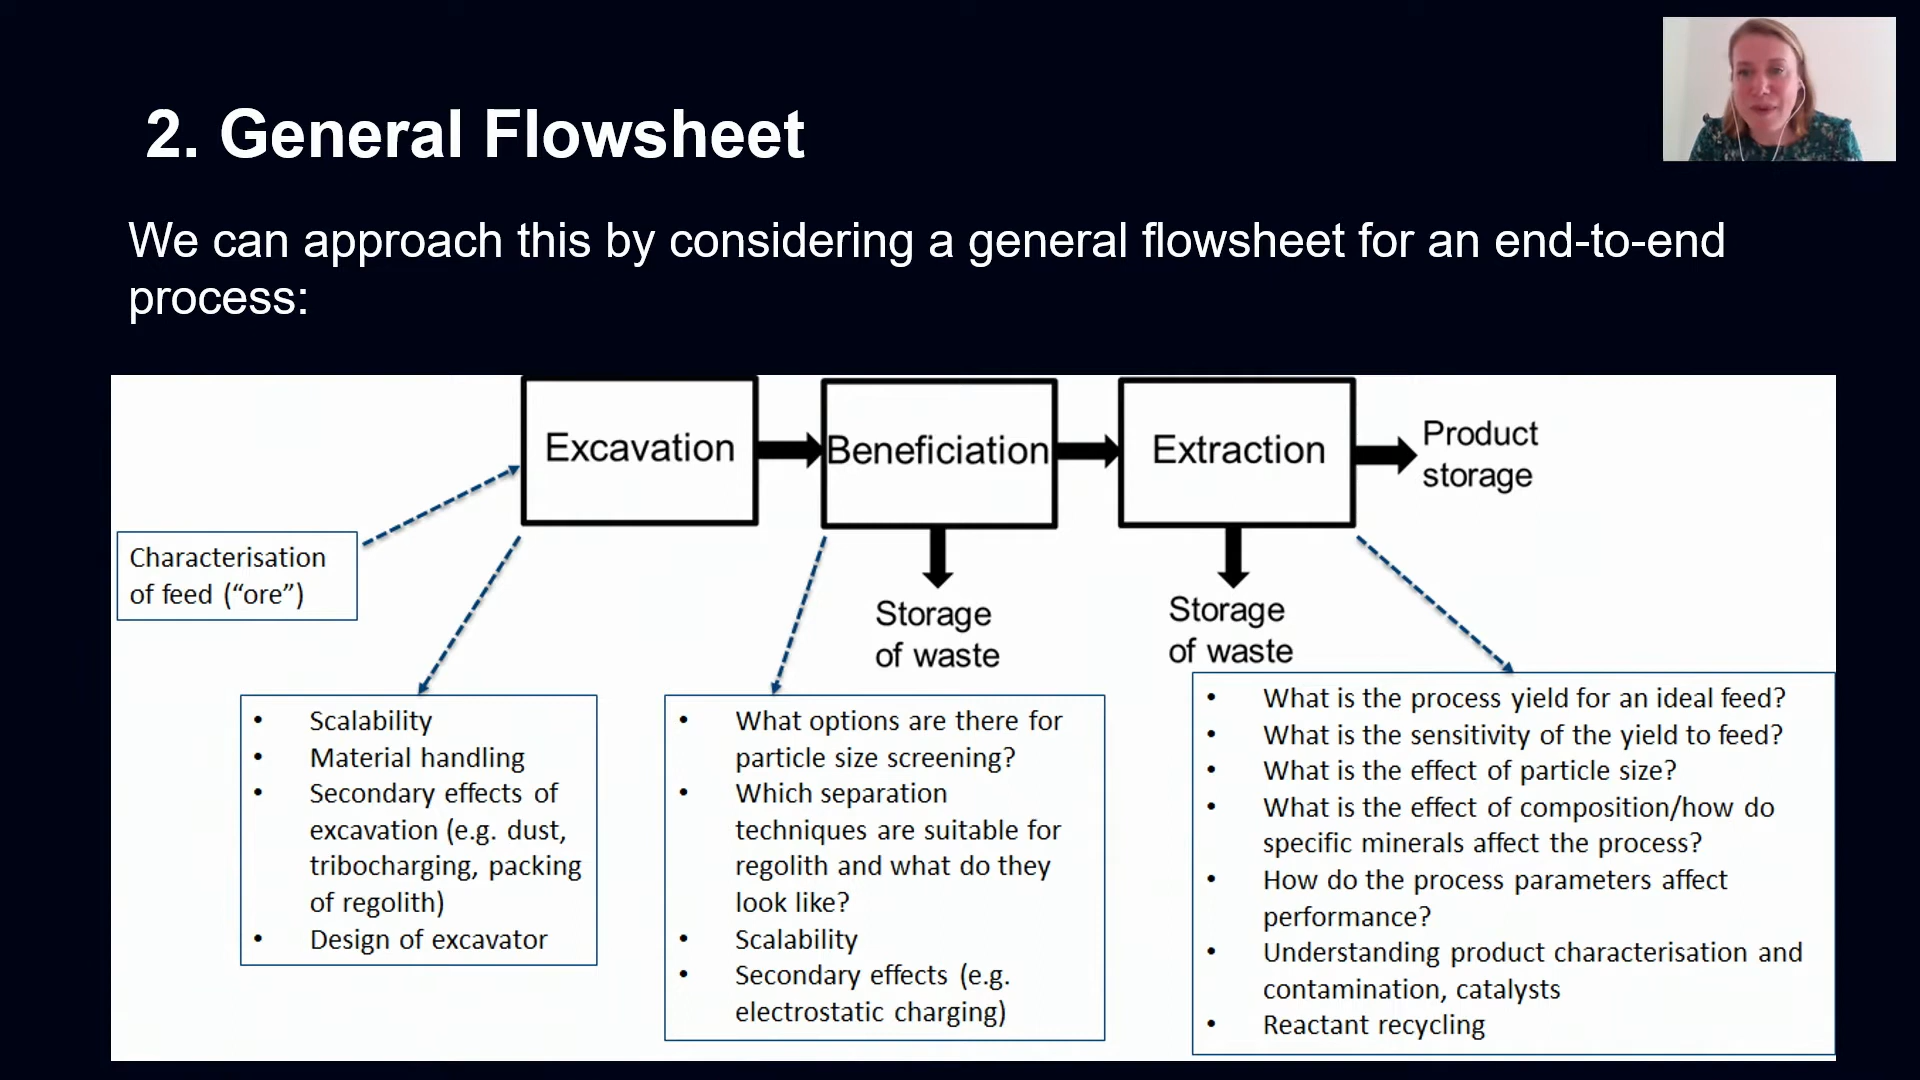 2. General Flowsheet
We can approach this by considering a general flowsheet for an end-to-end
process:
Excavation
Beneficiation
Extraction
Product
storage
Characterisation
of feed (“ore”)
Storage
of waste
Storage
of waste
• Scalability
• Material handling
• Secondary effects of
excavation (e.g. dust,
tribocharging, packing
of regolith)
• Design of excavator
• What options are there for
particle size screening?
• Which separation
techniques are suitable for
regolith and what do they
look like?
• Scalability
• Secondary effects (e.g.
electrostatic charging)
• What is the process yield for an ideal feed?
• What is the sensitivity of the yield to feed?
• What is the effect of particle size?
• What is the effect of composition/how do
specific minerals affect the process?
• How do the process parameters affect
performance?
• Understanding product characterisation and
contamination, catalysts
• Reactant recycling